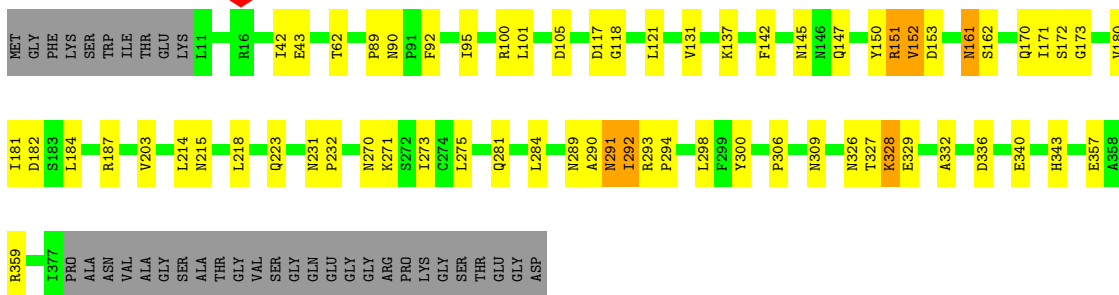 MET GLY PHE LYS SER TRP ILE THR GLU LYS L11 R16 I42 E43 T62 P89 N90 P91 F92 I95 R100 L101 D105 D117 G118 L121 V131 K137 F142 N145 N146 Q147 Y150 R151 V152 D153 N161 S162 Q170 I171 S172 G173
I181 D182 S183 L184 R187 V203 L214 N215 L218 Q223 N231 P232 N270 K271 S272 I273 C274 L275 Q281 L284 N289 A290 N291 I292 R293 P294 L298 F299 Y300 P306 N309 N326 T327 K328 E329 A332 D336 E340 H343 E357 A358
R359 I377 PRO ALA ASN VAL ALA GLY SER ALA THR GLY VAL SER GLY GLN GLU GLY GLY ARG PRO LYS GLY SER THR GLU GLY ASP